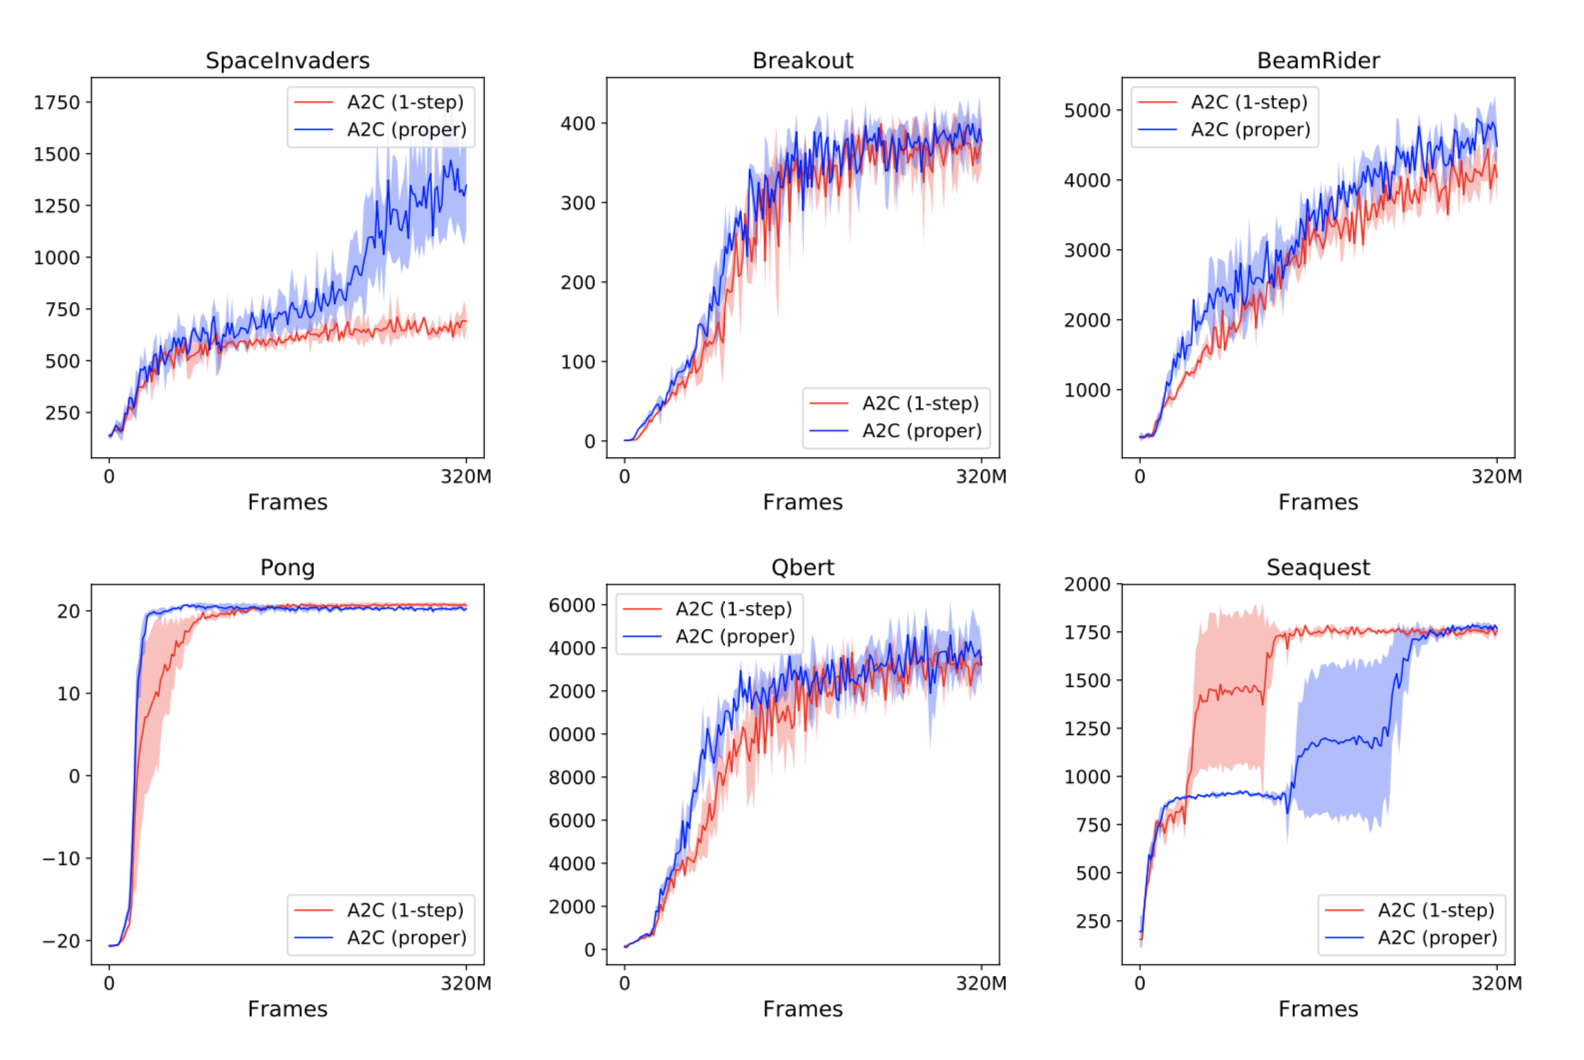 SpaceInvaders
1750
1500
1250
1000
750
500
250
A2C (1-step)
A2C (proper)
0
320M
Frames
Breakout
400
300
200
100
0
A2C (1-step)
A2C (proper)
0
320M
Frames
BeamRider
5000
4000
3000
2000
1000
A2C (1-step)
A2C (proper)
0
320M
Frames
Pong
20
10
0
−10
−20
A2C (1-step)
A2C (proper)
0
320M
Frames
Qbert
6000
4000
2000
0000
8000
6000
4000
2000
0
A2C (1-step)
A2C (proper)
0
320M
Frames
Seaquest
2000
1750
1500
1250
1000
750
500
250
A2C (1-step)
A2C (proper)
0
320M
Frames